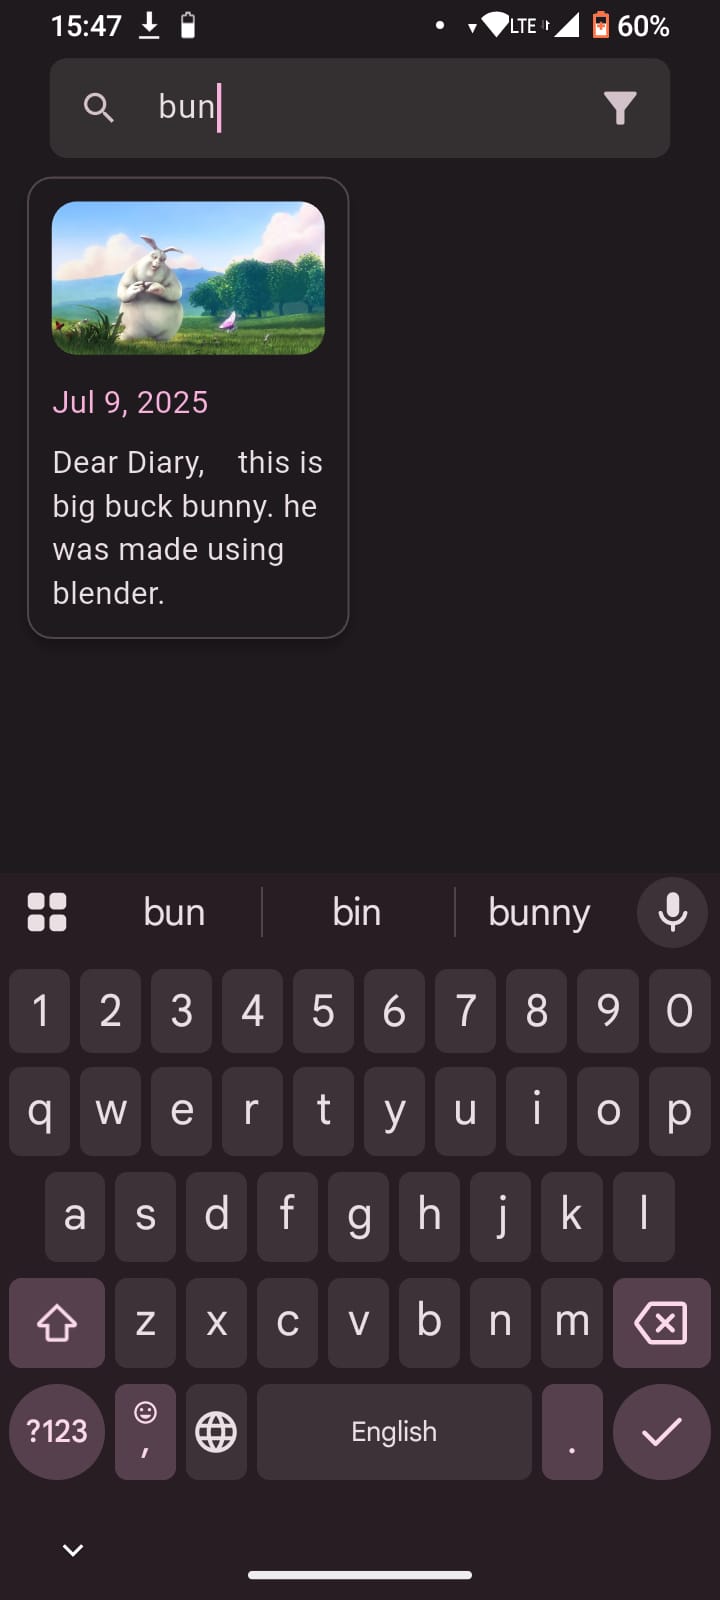 15:47 LTE 60%
bun
Jul 9, 2025
Dear Diary, this is
big buck bunny. he
was made using
blender.
bun bin bunny
1 2 3 4 5 6 7 8 9 0
q w e r t y u i o p
a s d f g h j k l
z x c v b n m
?123 , English .